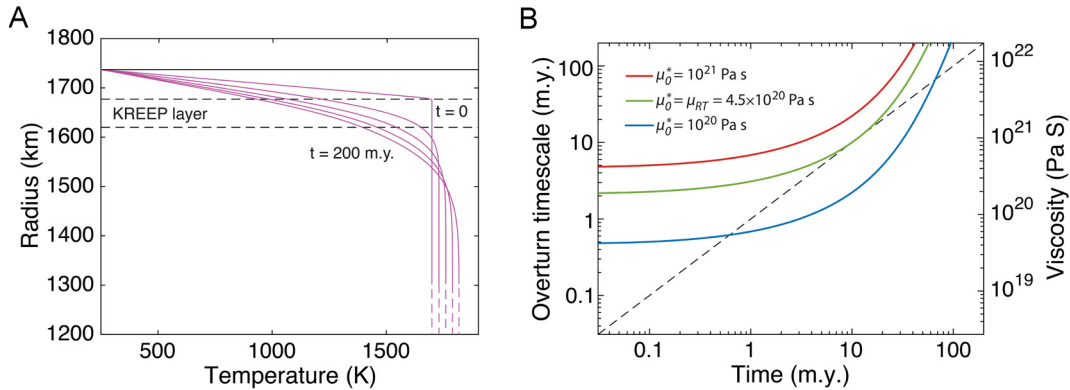 A
1800
1700
1600
1500
1400
1300
1200
Radius (km)
KREEP layer
t = 0
t = 200 m.y.
500
1000
1500
Temperature (K)
B
100
10
1
0.1
Overturn timescale (m.y.)
μ₀* = 10²¹ Pa s
μ₀* = μ_RT = 4.5×10²⁰ Pa s
μ₀* = 10²⁰ Pa s
10²²
10²¹
10²⁰
10¹⁹
Viscosity (Pa S)
0.1
1
10
100
Time (m.y.)